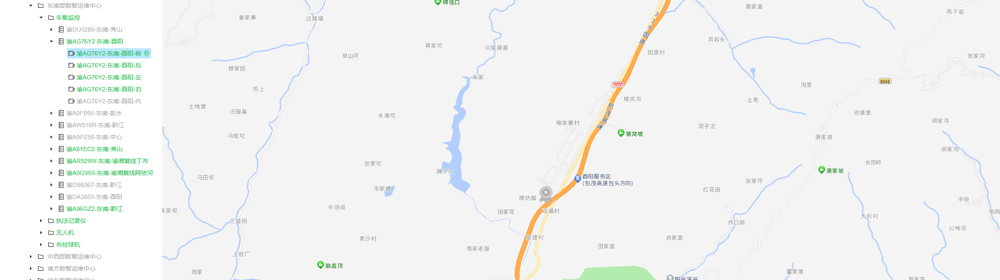 东南部数智运维中心
车载监控
渝DU0289-东南-秀山
渝AG76Y2-东南-酉阳
渝AG76Y2-东南-酉阳-前
渝AG76Y2-东南-酉阳-后
渝AG76Y2-东南-酉阳-左
渝AG76Y2-东南-酉阳-右
渝AG76Y2-东南-酉阳-内
渝A0FB95-东南-彭水
渝AW510R-东南-黔江
渝A9PZ58-东南-中心
渝A81EC2-东南-秀山
渝AR929W-东南-渝湘复线丁市
渝A0GV65-东南-渝湘复线阿依河
渝DS6567-东南-黔江
渝DA3855-东南-酉阳
渝A96GZ2-东南-黔江
执法记录仪
无人机
布控球机
中西部数智运维中心
南方数智运维中心
渝东数智运维中心
碑垭口
高家盖
燕子岩
秦家寨
过路塘
319国道
高岩头
蒋家坨
向家屋基
团堡村
炭山坪
张家沟
穆家园
朱家
S210
G319
沟里
坝上
楼房沟
土弯
土地堡
旧屋基
包茂高速
池塘堡
水淹坨
胡家沟
喻家寨村
洞子沱
猪窝坡
马蛇坨
唐家坡
胡家沟
张家坨
长岗岭
狮子口
唐家坡
马田坝
酉阳服务区
(包茂高速包头方向)
张家坪
韦家槽
红花田
牌坊脚
中坝
牛场坝
朱家坝
田家弯
双福村
柏杨
大杉村
三道拐
炸口洞
公地坝
青沙村
复建村
肖家盖
田家盖
周家老屋
上纸厂
脑盖顶
周家
董家崖
阳光溪谷
罗家弯